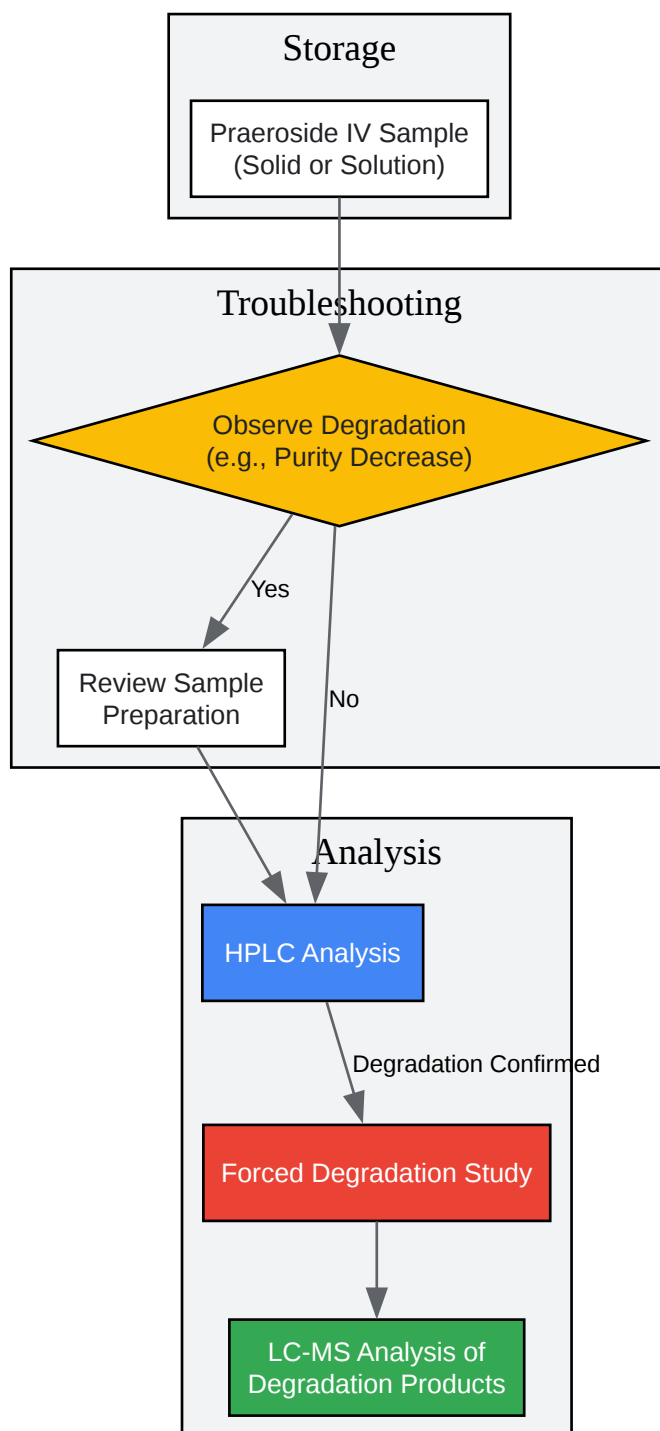 Storage
Praeroside IV Sample
(Solid or Solution)
Troubleshooting
Observe Degradation
(e.g., Purity Decrease)
Yes
Review Sample
Preparation
No
Analysis
HPLC Analysis
Degradation Confirmed
Forced Degradation Study
LC-MS Analysis of
Degradation Products